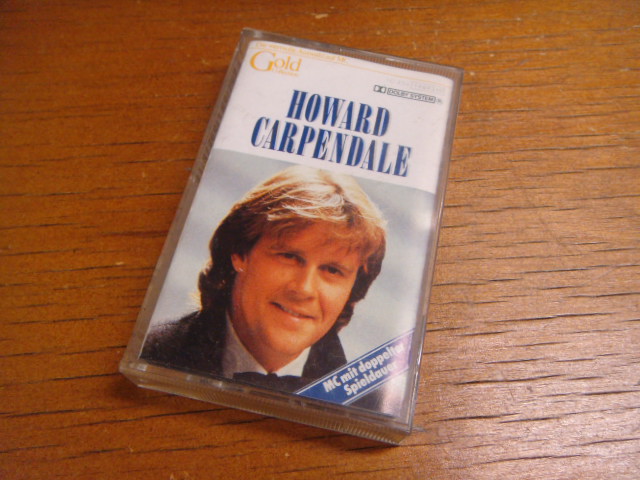 Gold
DOLBY SYSTEM
HOWARD
CARPENDALE
MC mit doppelter
Spieldauer